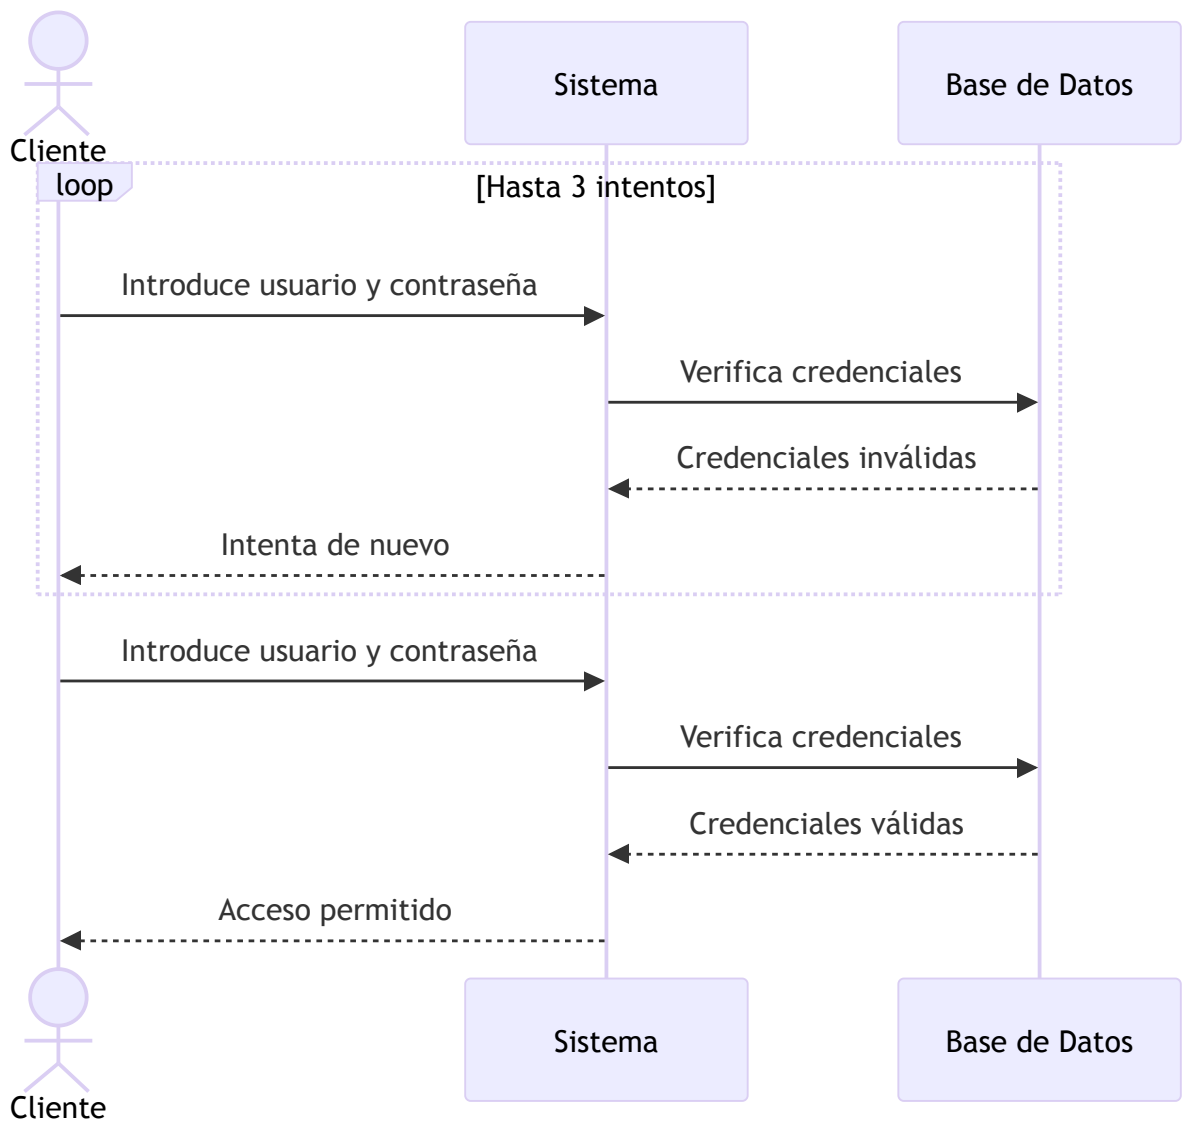 Cliente
Sistema
Base de Datos
loop
[Hasta 3 intentos]
Introduce usuario y contraseña
Verifica credenciales
Credenciales inválidas
Intenta de nuevo
Introduce usuario y contraseña
Verifica credenciales
Credenciales válidas
Acceso permitido
Cliente
Sistema
Base de Datos